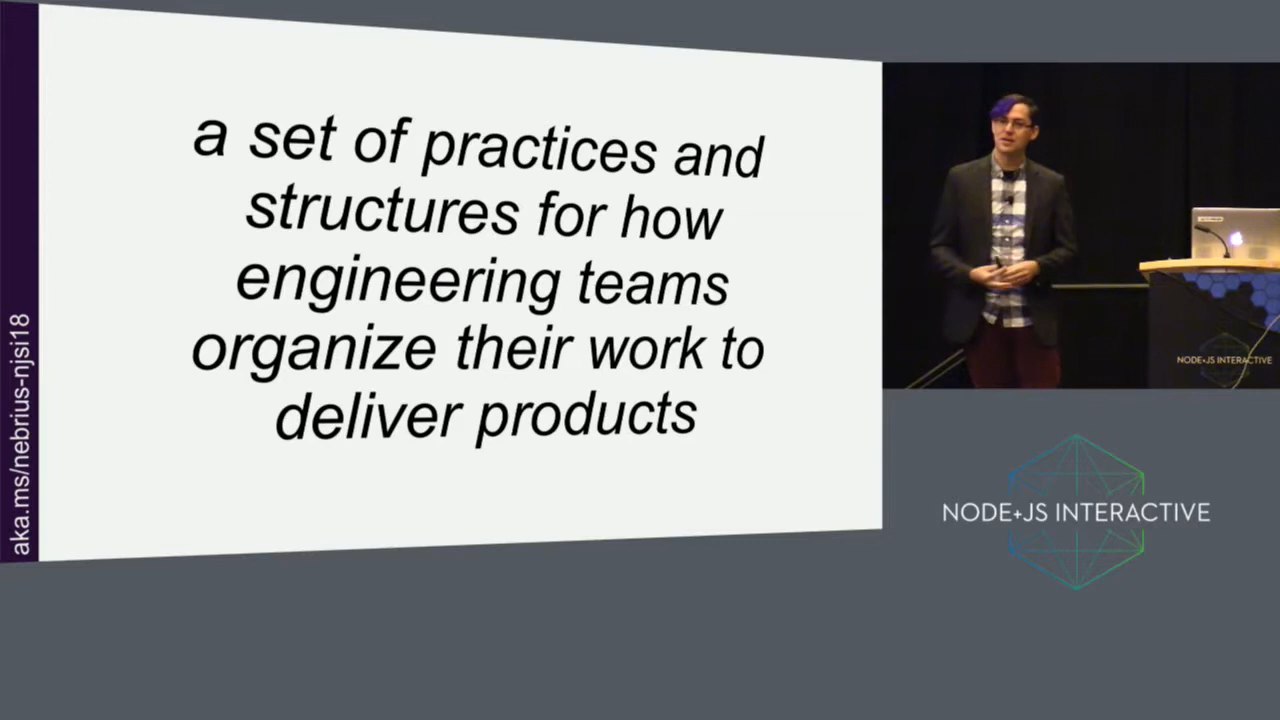 aka.ms/nebrius-njsi18
a set of practices and
structures for how
engineering teams
organize their work to
deliver products
NODE+JS INTERACTIVE
NODE+JS INTERACTIVE